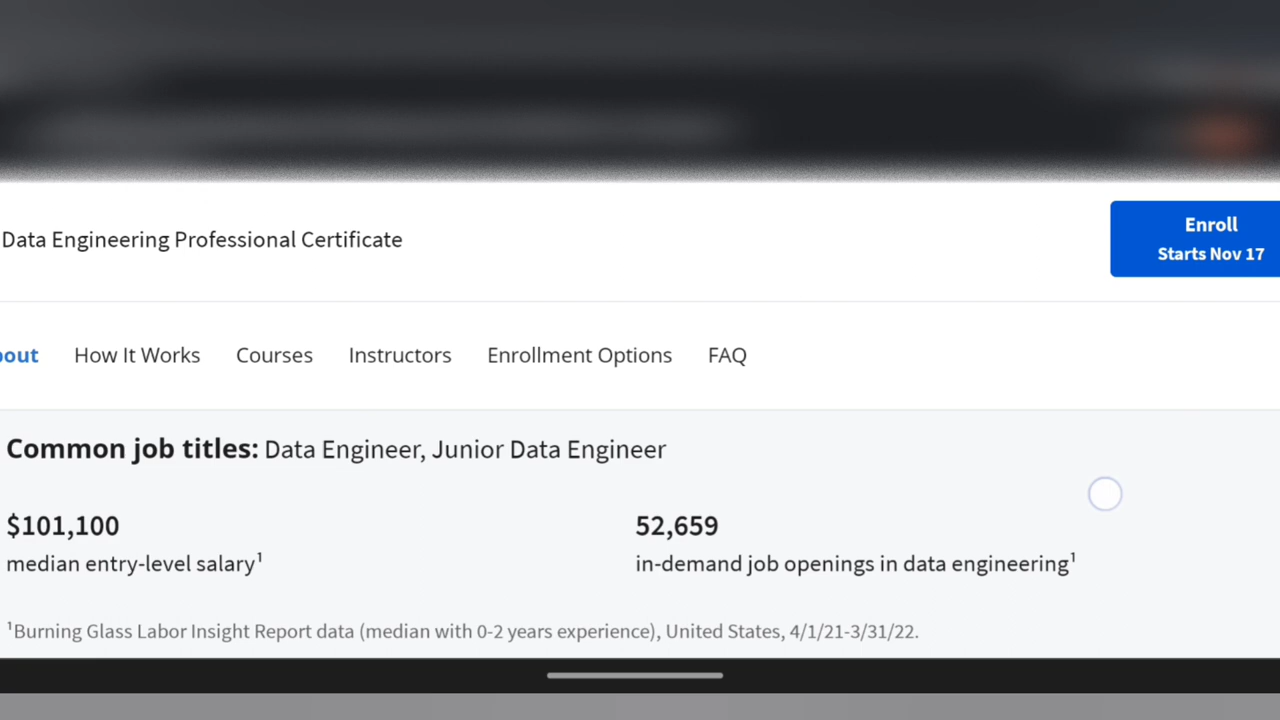 Data Engineering Professional Certificate
Enroll
Starts Nov 17
out How It Works Courses Instructors Enrollment Options FAQ
Common job titles: Data Engineer, Junior Data Engineer
$101,100 52,659
median entry-level salary¹ in-demand job openings in data engineering¹
¹Burning Glass Labor Insight Report data (median with 0-2 years experience), United States, 4/1/21-3/31/22.